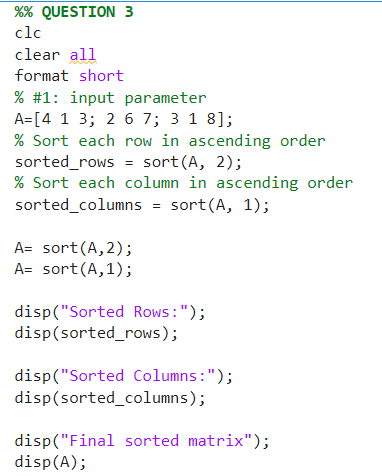 %% QUESTION 3
clc
clear all
format short
% #1: input parameter
A=[4 1 3; 2 6 7; 3 1 8];
% Sort each row in ascending order
sorted_rows = sort(A, 2);
% Sort each column in ascending order
sorted_columns = sort(A, 1);
A= sort(A,2);
A= sort(A,1);
disp("Sorted Rows:");
disp(sorted_rows);
disp("Sorted Columns:");
disp(sorted_columns);
disp("Final sorted matrix");
disp(A);